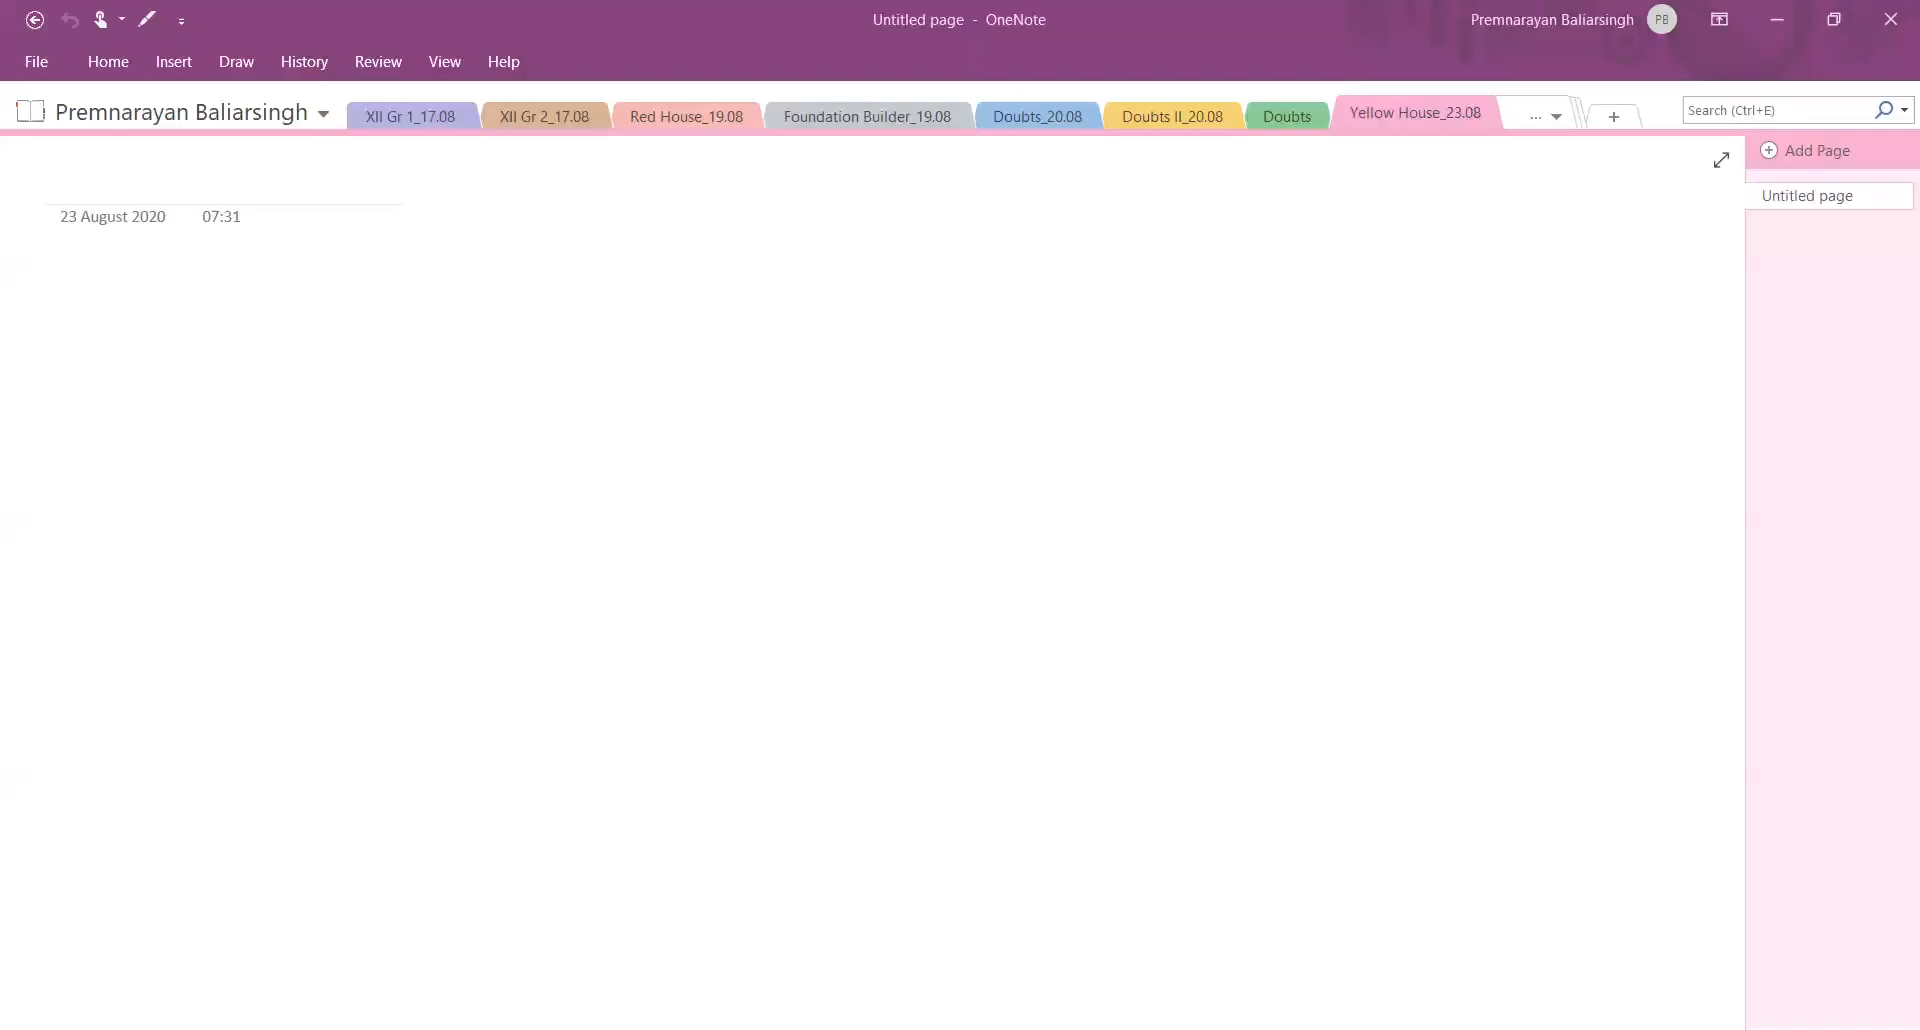 Untitled page - OneNote
Premnarayan Baliarsingh PB
File Home Insert Draw History Review View Help
Premnarayan Baliarsingh
XII Gr 1_17.08 XII Gr 2_17.08 Red House_19.08 Foundation Builder_19.08 Doubts_20.08 Doubts II_20.08 Doubts Yellow House_23.08 ... +
Search (Ctrl+E)
Add Page
Untitled page
23 August 2020 07:31